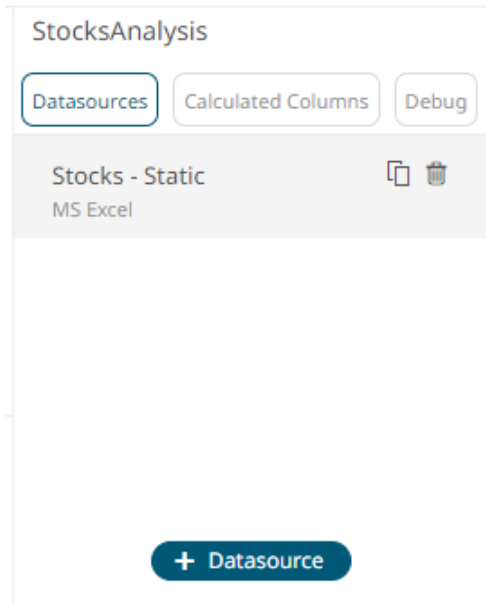 StocksAnalysis
Datasources Calculated Columns Debug
Stocks - Static
MS Excel
+ Datasource